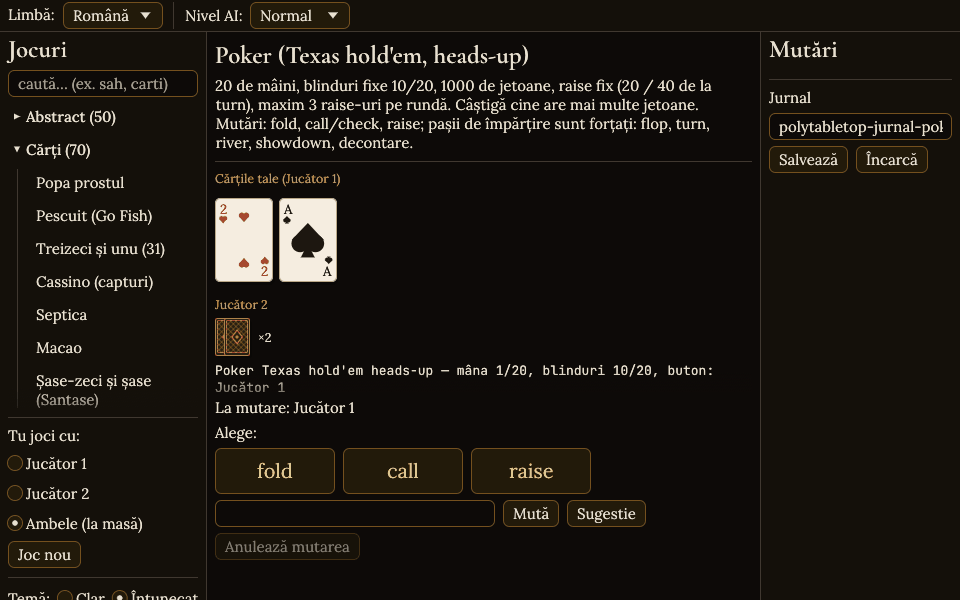 Limbă: Română ▼ Nivel AI: Normal ▼
Jocuri
caută... (ex. sah, carti)
▸ Abstract (50)
▾ Cărți (70)
Popa prostul
Pescuit (Go Fish)
Treizeci și unu (31)
Cassino (capturi)
Septica
Macao
Șase-zeci și șase
(Santase)
Tu joci cu:
Jucător 1
Jucător 2
Ambele (la masă)
Joc nou
Temă: Clar Întunecat
Poker (Texas hold'em, heads-up)
20 de mâini, blinduri fixe 10/20, 1000 de jetoane, raise fix (20 / 40 de la
turn), maxim 3 raise-uri pe rundă. Câștigă cine are mai multe jetoane.
Mutări: fold, call/check, raise; pașii de împărțire sunt forțați: flop, turn,
river, showdown, decontare.
Cărțile tale (Jucător 1)
2 A
2 A
Jucător 2
×2
Poker Texas hold'em heads-up — mâna 1/20, blinduri 10/20, buton:
Jucător 1
La mutare: Jucător 1
Alege:
fold call raise
Mută Sugestie
Anulează mutarea
Mutări
Jurnal
polytabletop-jurnal-pok
Salvează Încarcă